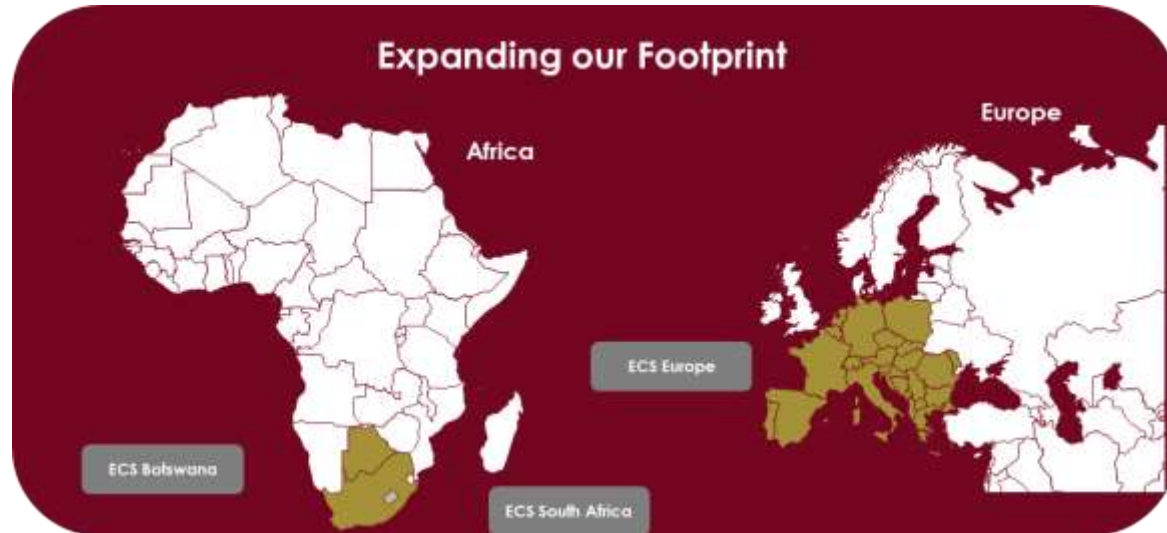 Expanding our Footprint
Europe
Africa
ECS Europe
ECS Botswana
ECS South Africa